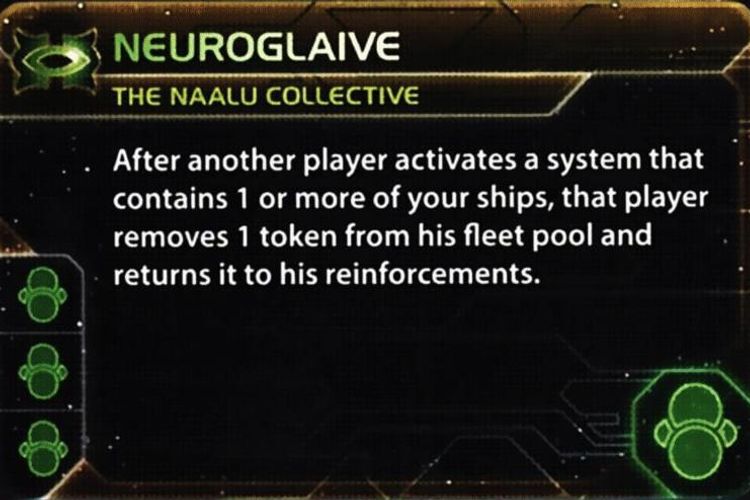 NEUROGLAIVE
THE NAALU COLLECTIVE
After another player activates a system that
contains 1 or more of your ships, that player
removes 1 token from his fleet pool and
returns it to his reinforcements.